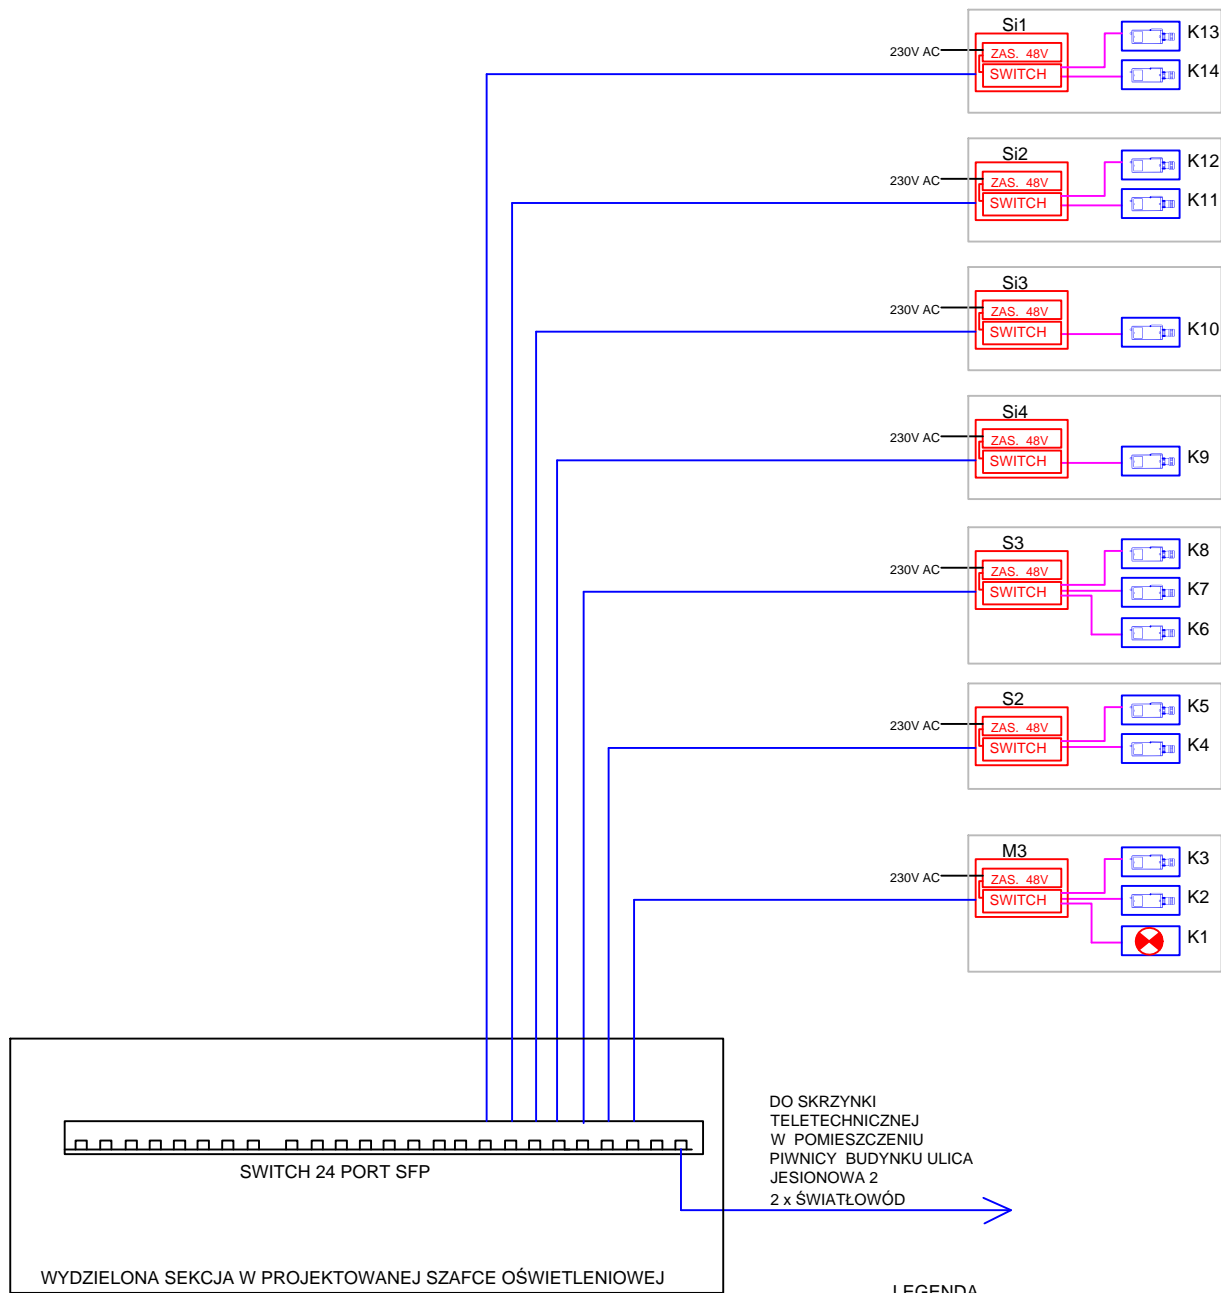 Si1
230V AC
ZAS. 48V
SWITCH
K13
K14
Si2
230V AC
ZAS. 48V
SWITCH
K12
K11
Si3
230V AC
ZAS. 48V
SWITCH
K10
Si4
230V AC
ZAS. 48V
SWITCH
K9
S3
230V AC
ZAS. 48V
SWITCH
K8
K7
K6
S2
230V AC
ZAS. 48V
SWITCH
K5
K4
M3
230V AC
ZAS. 48V
SWITCH
K3
K2
K1
SWITCH 24 PORT SFP
DO SKRZYNKI
TELETECHNICZNEJ
W POMIESZCZENIU
PIWNICY BUDYNKU ULICA
JESIONOWA 2
2 x ŚWIATŁOWÓD
WYDZIELONA SEKCJA W PROJEKTOWANEJ SZAFCE OŚWIETLENIOWEJ
LEGENDA